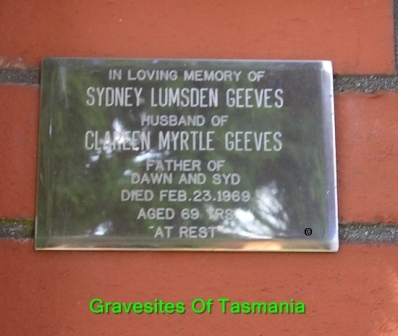 IN LOVING MEMORY OF
SYDNEY LUMSDEN GEEVES
HUSBAND OF
CLAREEN MYRTLE GEEVES
FATHER OF
DAWN AND SYD
DIED FEB.23.1969
AGED 69 YRS
"AT REST"
®
Gravesites Of Tasmania